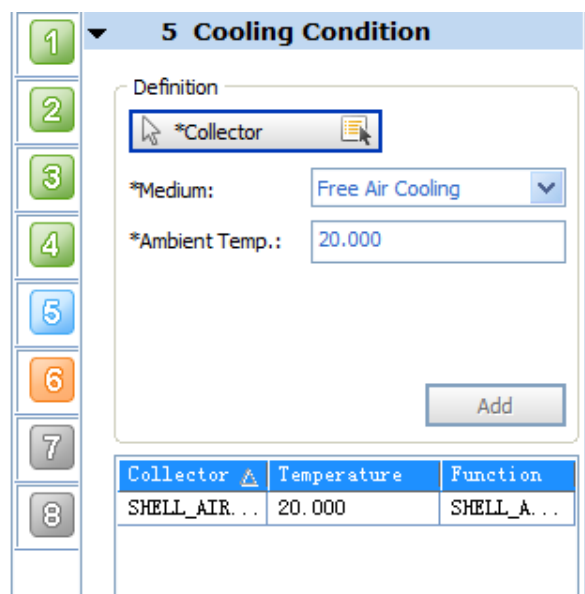 1
5 Cooling Condition
Definition
2
*Collector
3
*Medium:
Free Air Cooling
4
*Ambient Temp.:
20.000
5
6
Add
7
Collector Temperature Function
8
SHELL_AIR... 20.000 SHELL_A...